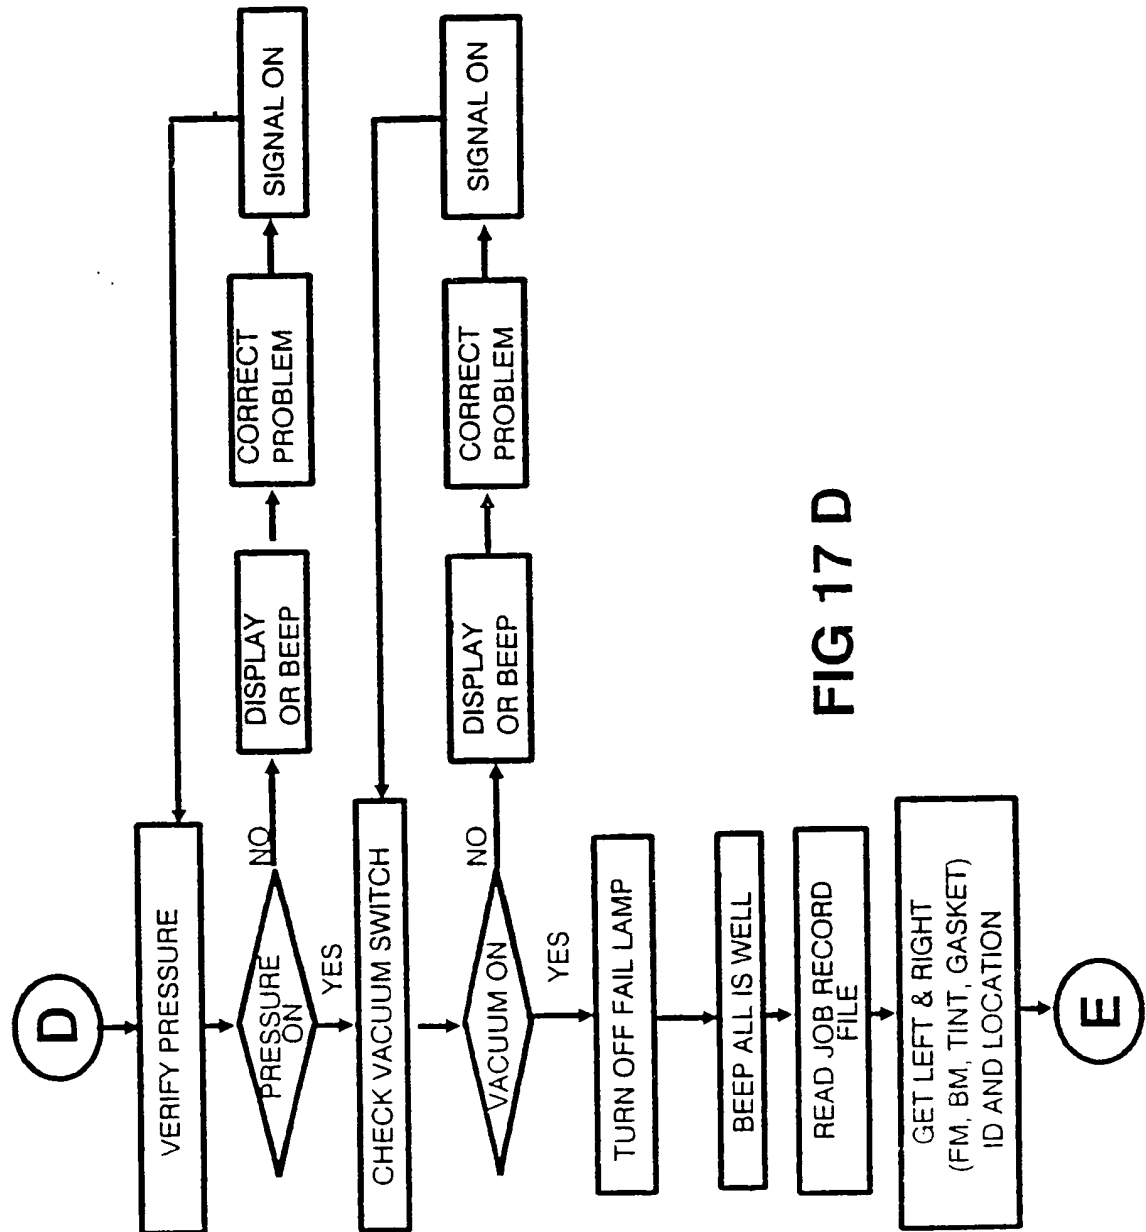 D
VERIFY PRESSURE
PRESSURE
ON
NO
DISPLAY
OR BEEP
CORRECT
PROBLEM
SIGNAL ON
YES
CHECK VACUUM SWITCH
VACUUM ON
NO
DISPLAY
OR BEEP
CORRECT
PROBLEM
SIGNAL ON
YES
TURN OFF FAIL LAMP
BEEP ALL IS WELL
READ JOB RECORD
FILE
GET LEFT & RIGHT
(FM, BM, TINT, GASKET)
ID AND LOCATION
E
FIG 17 D